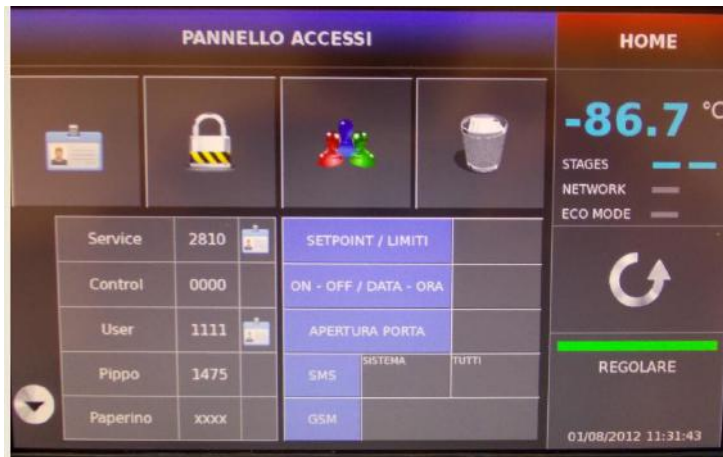 PANNELLO ACCESSI
HOME
-86.7 °C
STAGES
NETWORK
ECO MODE
Service 2810 SETPOINT / LIMITI
Control 0000 ON - OFF / DATA - ORA
User 1111 APERTURA PORTA
Pippo 1475 SMS SISTEMA TUTTI
Paperino xxxx GSM
REGOLARE
01/08/2012 11:31:43